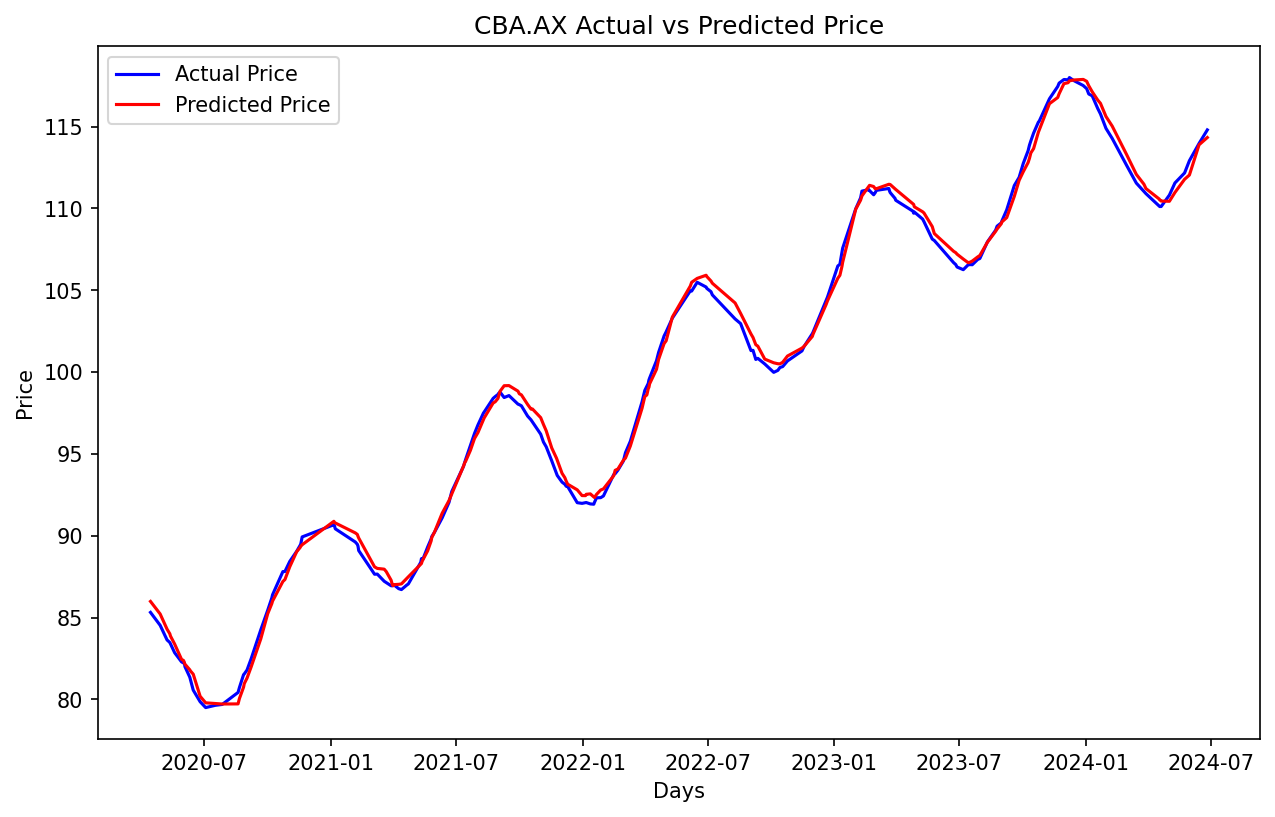 CBA.AX Actual vs Predicted Price
Actual Price
Predicted Price
Price
115
110
105
100
95
90
85
80
2020-07 2021-01 2021-07 2022-01 2022-07 2023-01 2023-07 2024-01 2024-07
Days